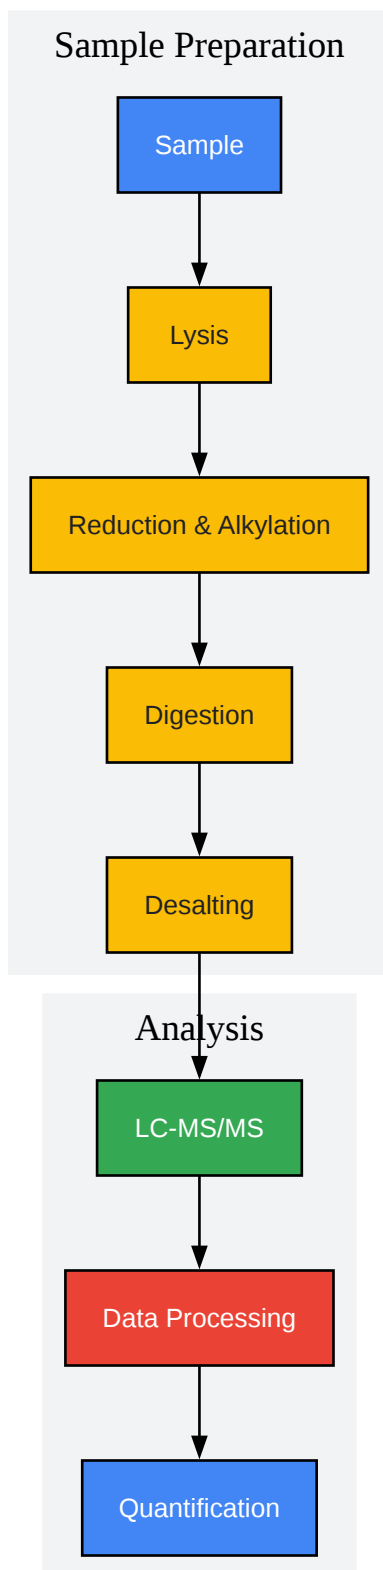 Sample Preparation
Sample
Lysis
Reduction & Alkylation
Digestion
Desalting
Analysis
LC-MS/MS
Data Processing
Quantification